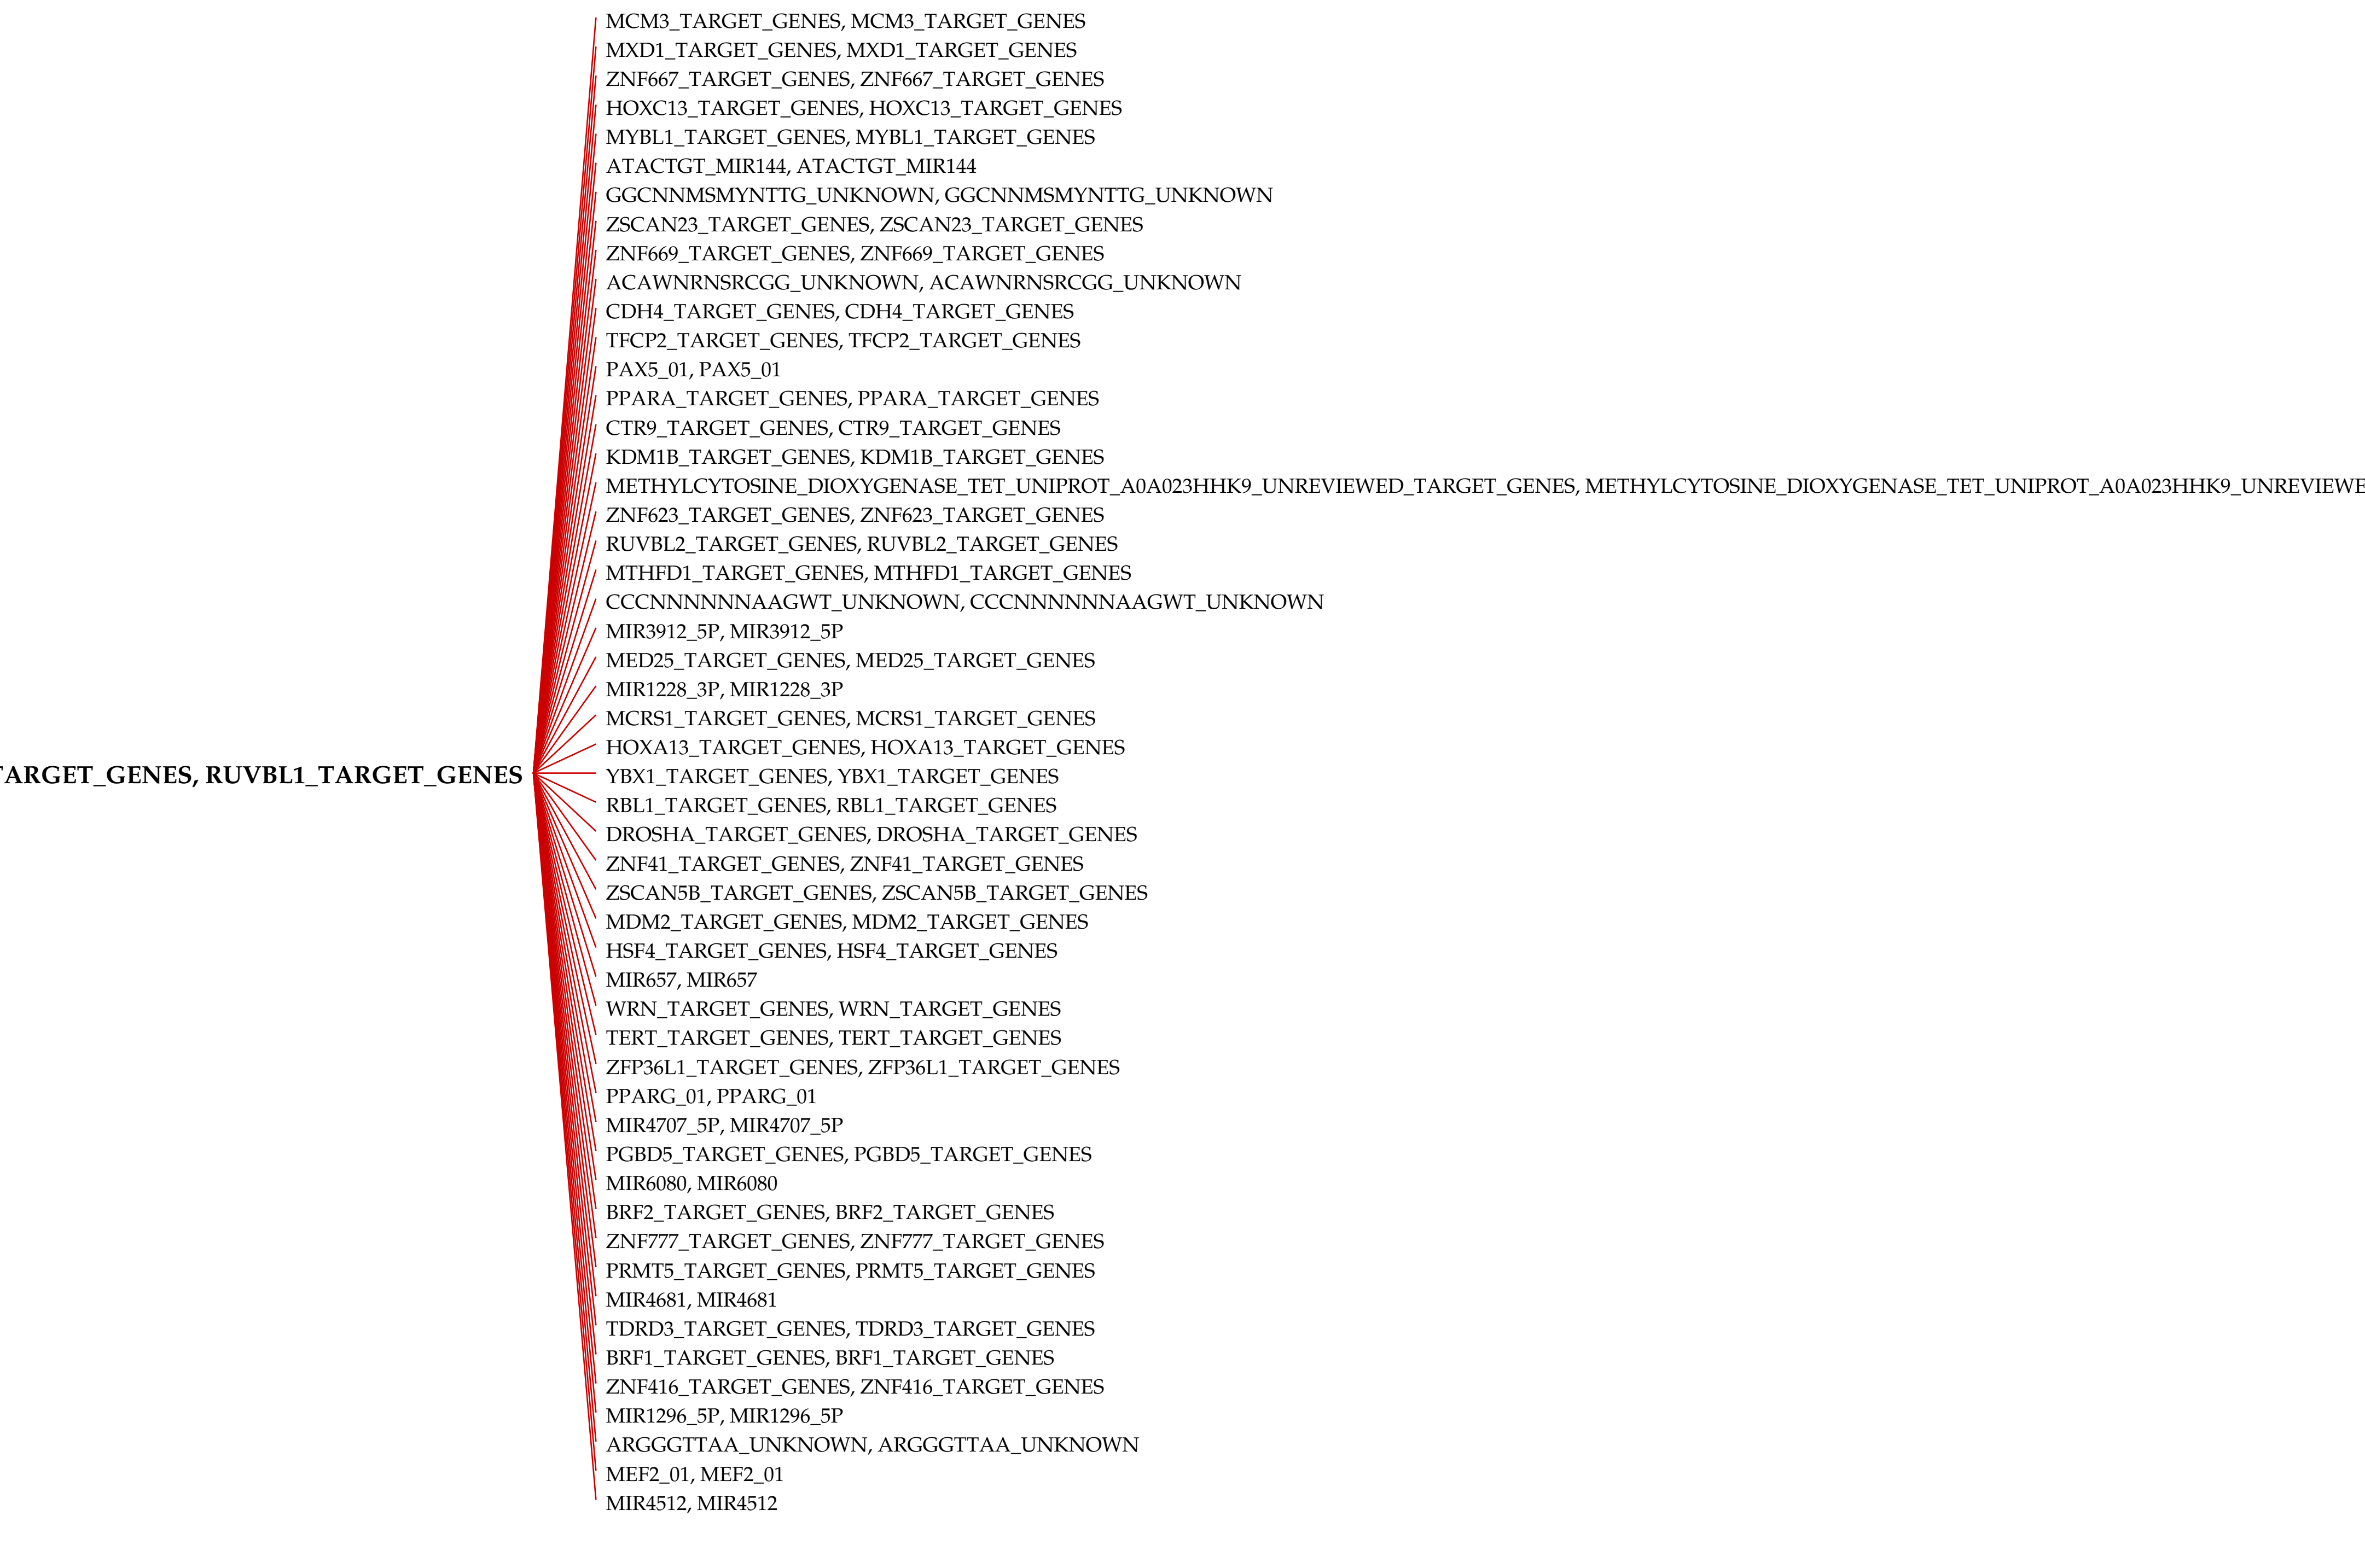 MCM3_TARGET_GENES, MCM3_TARGET_GENES
MXD1_TARGET_GENES, MXD1_TARGET_GENES
ZNF667_TARGET_GENES, ZNF667_TARGET_GENES
HOXC13_TARGET_GENES, HOXC13_TARGET_GENES
MYBL1_TARGET_GENES, MYBL1_TARGET_GENES
ATACTGT_MIR144, ATACTGT_MIR144
GGCNNMSMYNTTG_UNKNOWN, GGCNNMSMYNTTG_UNKNOWN
ZSCAN23_TARGET_GENES, ZSCAN23_TARGET_GENES
ZNF669_TARGET_GENES, ZNF669_TARGET_GENES
ACAWNRNSRCGG_UNKNOWN, ACAWNRNSRCGG_UNKNOWN
CDH4_TARGET_GENES, CDH4_TARGET_GENES
TFCP2_TARGET_GENES, TFCP2_TARGET_GENES
PAX5_01, PAX5_01
PPARA_TARGET_GENES, PPARA_TARGET_GENES
CTR9_TARGET_GENES, CTR9_TARGET_GENES
KDM1B_TARGET_GENES, KDM1B_TARGET_GENES
METHYLCYTOSINE_DIOXYGENASE_TET_UNIPROT_A0A023HHK9_UNREVIEWED_TARGET_GENES, METHYLCYTOSINE_DIOXYGENASE_TET_UNIPROT_A0A023HHK9_UNREVIEWE
ZNF623_TARGET_GENES, ZNF623_TARGET_GENES
RUVBL2_TARGET_GENES, RUVBL2_TARGET_GENES
MTHFD1_TARGET_GENES, MTHFD1_TARGET_GENES
CCCNNNNNNAAGWT_UNKNOWN, CCCNNNNNNAAGWT_UNKNOWN
MIR3912_5P, MIR3912_5P
MED25_TARGET_GENES, MED25_TARGET_GENES
MIR1228_3P, MIR1228_3P
MCRS1_TARGET_GENES, MCRS1_TARGET_GENES
HOXA13_TARGET_GENES, HOXA13_TARGET_GENES
TARGET_GENES, RUVBL1_TARGET_GENES
YBX1_TARGET_GENES, YBX1_TARGET_GENES
RBL1_TARGET_GENES, RBL1_TARGET_GENES
DROSHA_TARGET_GENES, DROSHA_TARGET_GENES
ZNF41_TARGET_GENES, ZNF41_TARGET_GENES
ZSCAN5B_TARGET_GENES, ZSCAN5B_TARGET_GENES
MDM2_TARGET_GENES, MDM2_TARGET_GENES
HSF4_TARGET_GENES, HSF4_TARGET_GENES
MIR657, MIR657
WRN_TARGET_GENES, WRN_TARGET_GENES
TERT_TARGET_GENES, TERT_TARGET_GENES
ZFP36L1_TARGET_GENES, ZFP36L1_TARGET_GENES
PPARG_01, PPARG_01
MIR4707_5P, MIR4707_5P
PGBD5_TARGET_GENES, PGBD5_TARGET_GENES
MIR6080, MIR6080
BRF2_TARGET_GENES, BRF2_TARGET_GENES
ZNF777_TARGET_GENES, ZNF777_TARGET_GENES
PRMT5_TARGET_GENES, PRMT5_TARGET_GENES
MIR4681, MIR4681
TDRD3_TARGET_GENES, TDRD3_TARGET_GENES
BRF1_TARGET_GENES, BRF1_TARGET_GENES
ZNF416_TARGET_GENES, ZNF416_TARGET_GENES
MIR1296_5P, MIR1296_5P
ARGGGTTAA_UNKNOWN, ARGGGTTAA_UNKNOWN
MEF2_01, MEF2_01
MIR4512, MIR4512